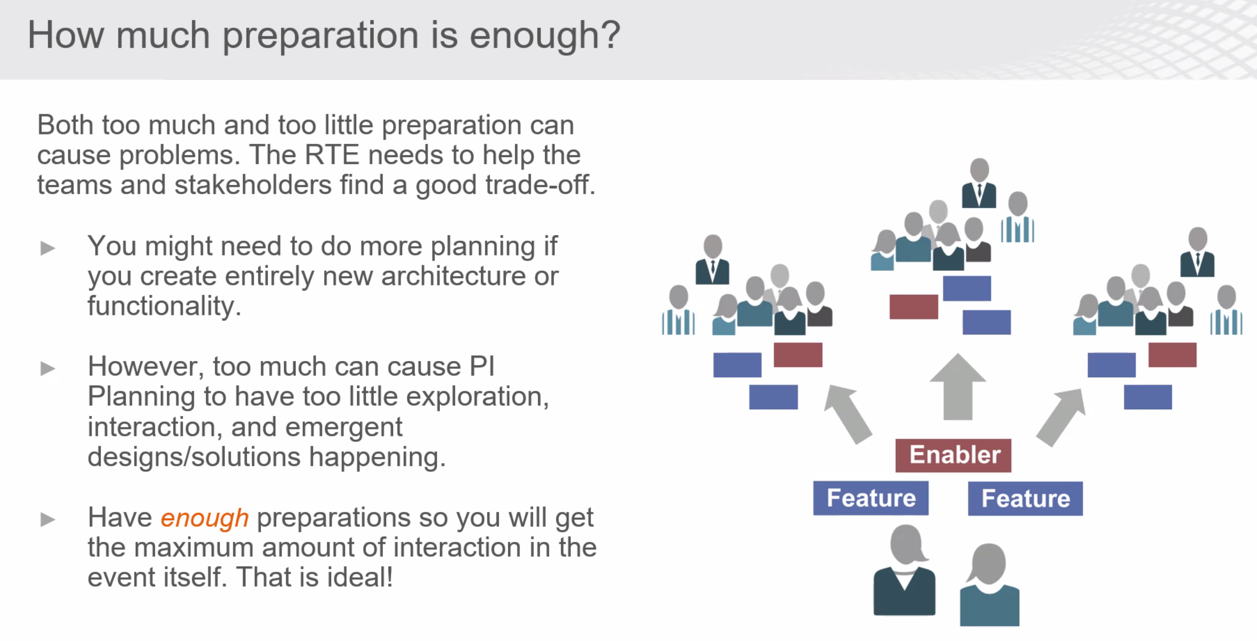 How much preparation is enough?
Both too much and too little preparation can
cause problems. The RTE needs to help the
teams and stakeholders find a good trade-off.
► You might need to do more planning if
you create entirely new architecture or
functionality.
► However, too much can cause PI
Planning to have too little exploration,
interaction, and emergent
designs/solutions happening.
► Have enough preparations so you will get
the maximum amount of interaction in the
event itself. That is ideal!
Enabler
Feature
Feature